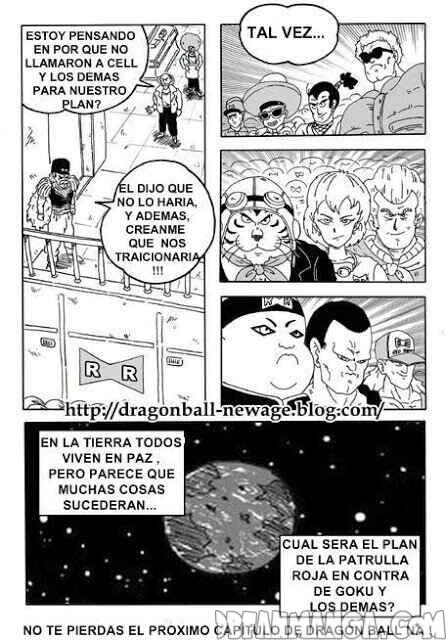 ESTOY PENSANDO
EN POR QUE NO
LLAMARON A CELL
Y LOS DEMAS
PARA NUESTRO
PLAN?
TAL VEZ...
EL DIJO QUE
NO LO HARIA,
Y ADEMAS,
CREANME
QUE NOS
TRAICIONARIA
!!!
R R
R R
http://dragonball-newage.blog.com/
EN LA TIERRA TODOS
VIVEN EN PAZ ,
PERO PARECE QUE
MUCHAS COSAS
SUCEDERAN...
CUAL SERA EL PLAN
DE LA PATRULLA
ROJA EN CONTRA
DE GOKU Y
LOS DEMAS?
SUBMANGA.COM
NO TE PIERDAS EL PROXIMO CAPITULO DE DRAGON BALL NA